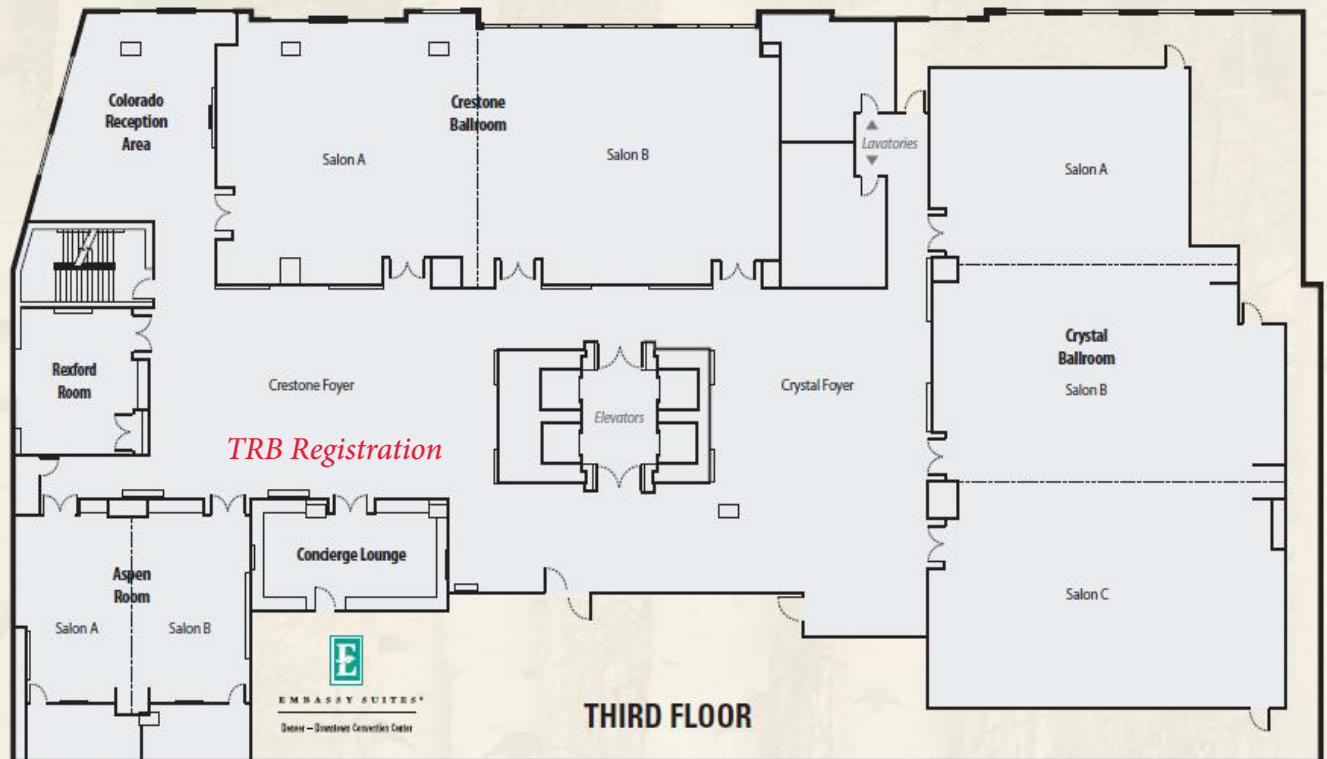 Colorado
Reception
Area
Crestone
Ballroom
Salon A
Salon B
Lavatories
Salon A
Crystal
Ballroom
Salon B
Rexford
Room
Crestone Foyer
Elevators
Crystal Foyer
TRB Registration
Concierge Lounge
Aspen
Room
Salon A
Salon B
Salon C
E
EMBASSY SUITES®
Denver – Downtown Convention Center
THIRD FLOOR